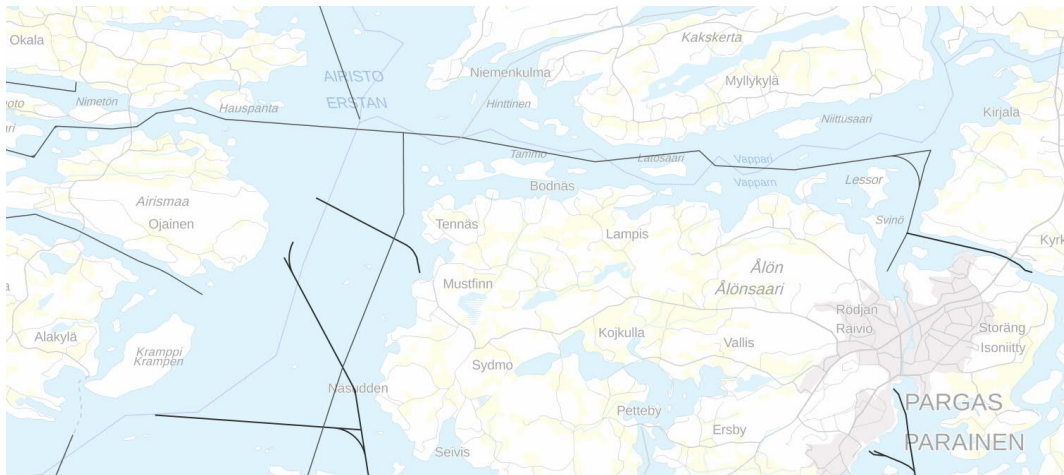 Okala
Kakskerta
AIRISTO
ERSTAN
Niemenkulma
Myllykylä
Nimetön
Hauspanta
Hinttinen
Niittusaari
Kirjala
Tammo
Latosaari
Vappari
Vapparn
Bodnäs
Lessor
Airismaa
Ojainen
Tennäs
Lampis
Svinö
Ålön
Ålönsaari
Mustfinn
Rödjan
Raivio
Storäng
Isoniitty
Kojkulla
Vallis
Alakylä
Kramppi
Krampen
Sydmo
Näsudden
PARGAS
PARAINEN
Petteby
Ersby
Seivis